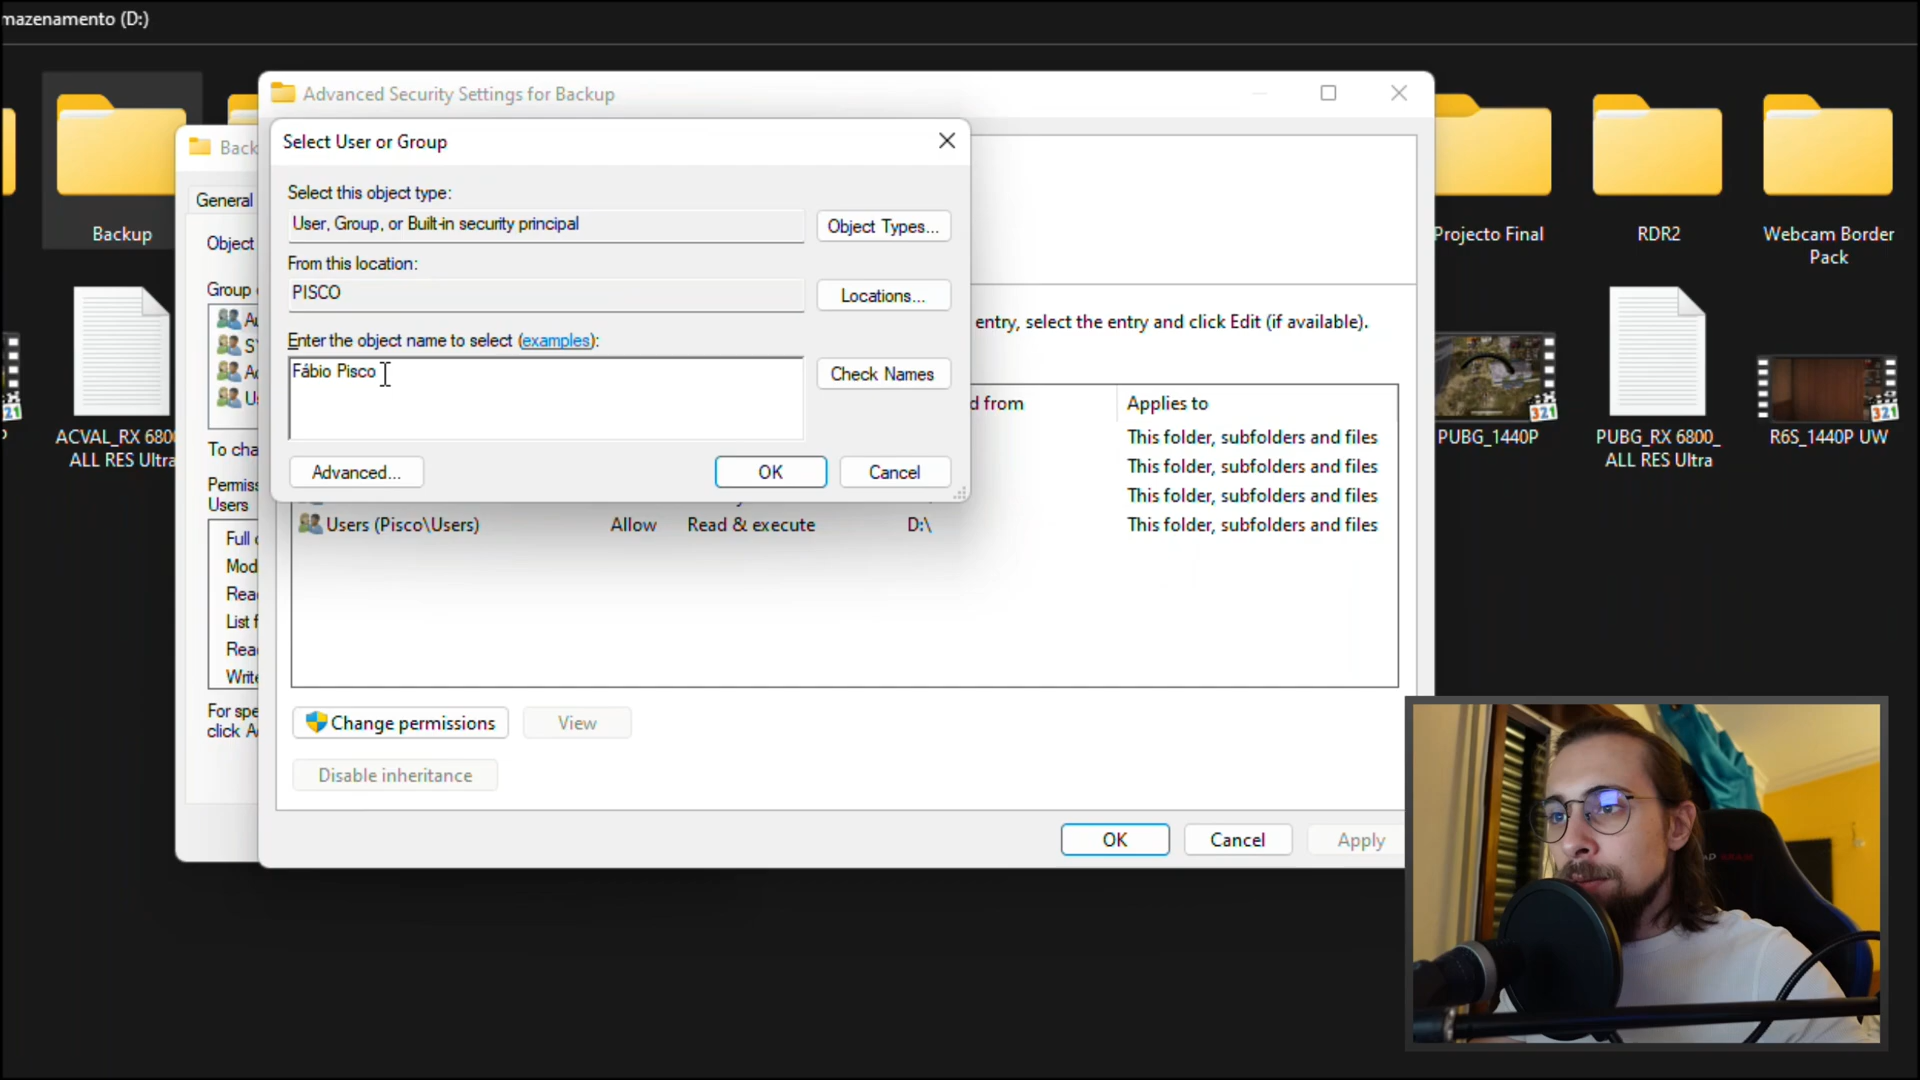 mazenamento (D:)
Backup
Projecto Final
RDR2
Webcam Border
Pack
ACVAL_RX 6800
ALL RES Ultra
PUBG_1440P
PUBG_RX 6800_
ALL RES Ultra
R6S_1440P UW
321
321
Back
General
Object
Group
To cha
Permiss
Users
Full
Mod
Read
List f
Read
Write
For spe
click A
Advanced Security Settings for Backup
entry, select the entry and click Edit (if available).
d from
Applies to
This folder, subfolders and files
This folder, subfolders and files
This folder, subfolders and files
Users (Pisco\Users) Allow Read & execute D:\ This folder, subfolders and files
Change permissions
View
Disable inheritance
OK
Cancel
Apply
Select User or Group
Select this object type:
User, Group, or Built-in security principal
Object Types...
From this location:
PISCO
Locations...
Enter the object name to select (examples):
Fábio Pisco
Check Names
Advanced...
OK
Cancel